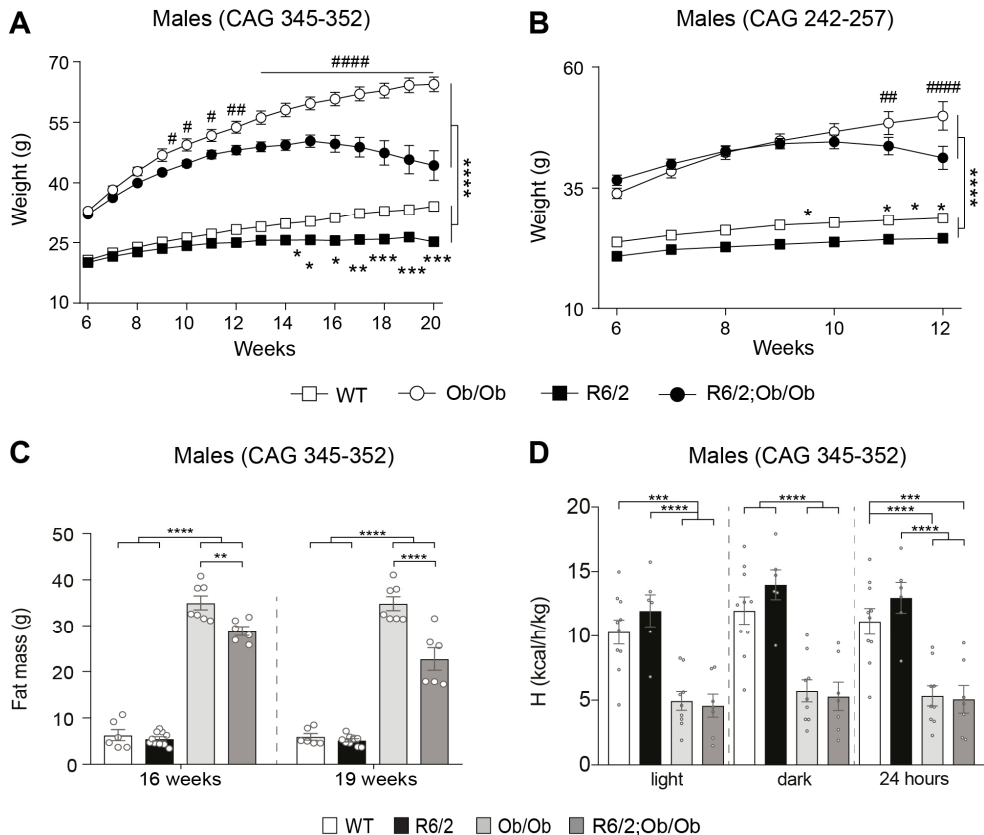 A
Males (CAG 345-352)
Weight (g)
70
55
40
25
10
# # # ## ####
****
* * * ** *** *** ***
6 8 10 12 14 16 18 20
Weeks
B
Males (CAG 242-257)
Weight (g)
60
35
10
## ####
****
* * * *
6 8 10 12
Weeks
WT Ob/Ob R6/2 R6/2;Ob/Ob
C
Males (CAG 345-352)
Fat mass (g)
50
40
30
20
10
0
**** ****
** ****
16 weeks 19 weeks
D
Males (CAG 345-352)
H (kcal/h/kg)
20
15
10
5
0
*** **** ***
**** **** ****
light dark 24 hours
WT R6/2 Ob/Ob R6/2;Ob/Ob